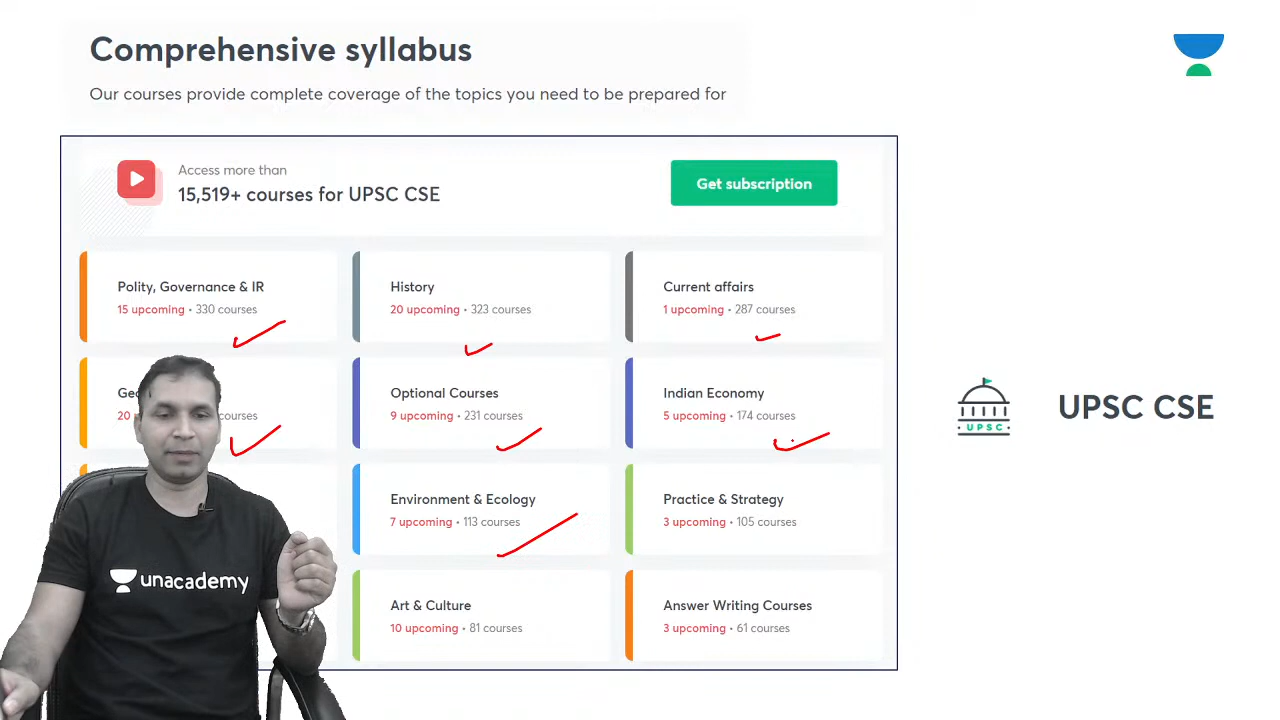 Comprehensive syllabus
Our courses provide complete coverage of the topics you need to be prepared for
Access more than
15,519+ courses for UPSC CSE
Get subscription
Polity, Governance & IR
15 upcoming • 330 courses
History
20 upcoming • 323 courses
Current affairs
1 upcoming • 287 courses
20 courses
Optional Courses
9 upcoming • 231 courses
Indian Economy
5 upcoming • 174 courses
UPSC
UPSC CSE
Environment & Ecology
7 upcoming • 113 courses
Practice & Strategy
3 upcoming • 105 courses
unacademy
Art & Culture
10 upcoming • 81 courses
Answer Writing Courses
3 upcoming • 61 courses